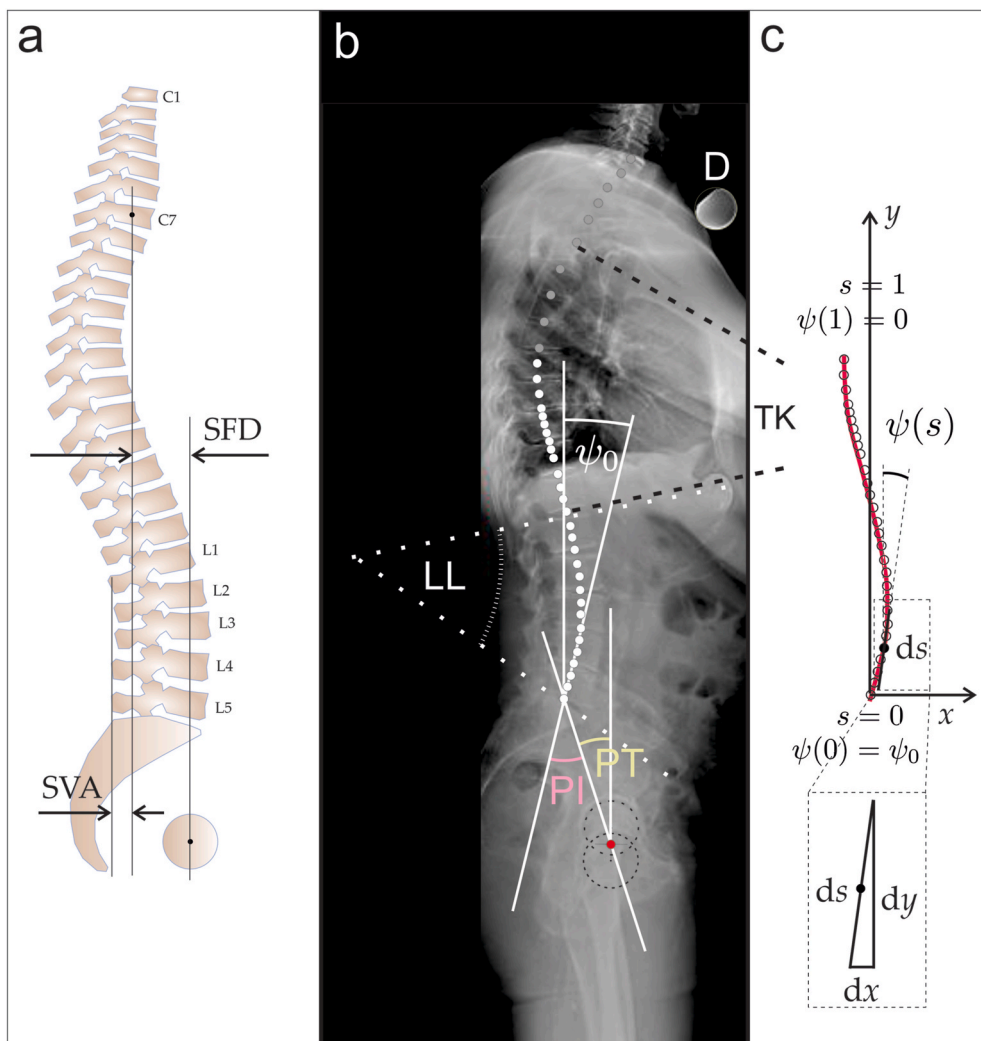 a
C1
C7
SFD
L1
L2
L3
L4
L5
SVA
b
D
TK
ψ₀
LL
PT
PI
c
y
s = 1
ψ(1) = 0
ψ(s)
ds
x
s = 0
ψ(0) = ψ₀
ds
dy
dx